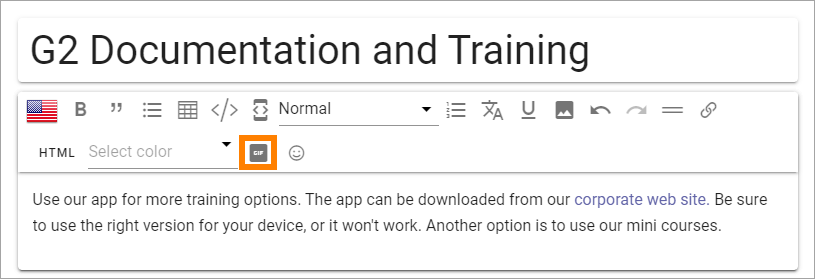 G2 Documentation and Training
B Normal U
HTML Select color GIF
Use our app for more training options. The app can be downloaded from our corporate web site. Be sure
to use the right version for your device, or it won't work. Another option is to use our mini courses.